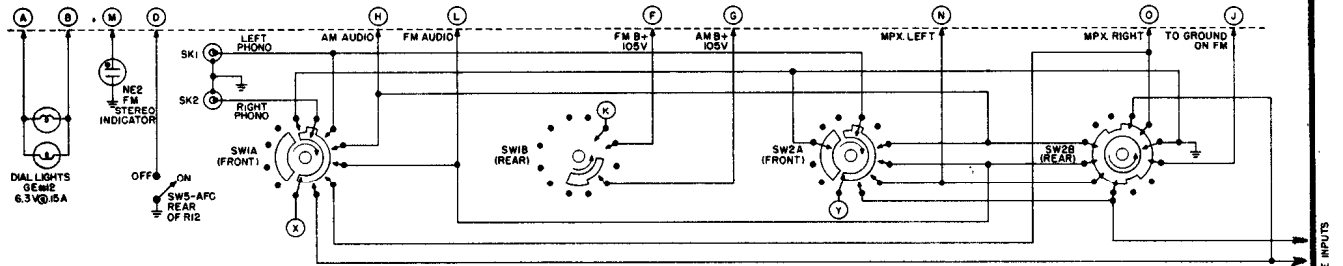 A B M D H L F G N O J
AM AUDIO
FM AUDIO
FM B+
105V
AM B+
105V
MPX. LEFT
MPX. RIGHT
TO GROUND
ON FM
SK1
LEFT
PHONO
SK2
RIGHT
PHONO
NE2
FM
STEREO
INDICATOR
K
SW1A
(FRONT)
SW1B
(REAR)
SW2A
(FRONT)
SW2B
(REAR)
DIAL LIGHTS
GE#12
6.3V@.15A
OFF
ON
SW5-AFC
REAR
OF R12
X
Y
E INPUTS